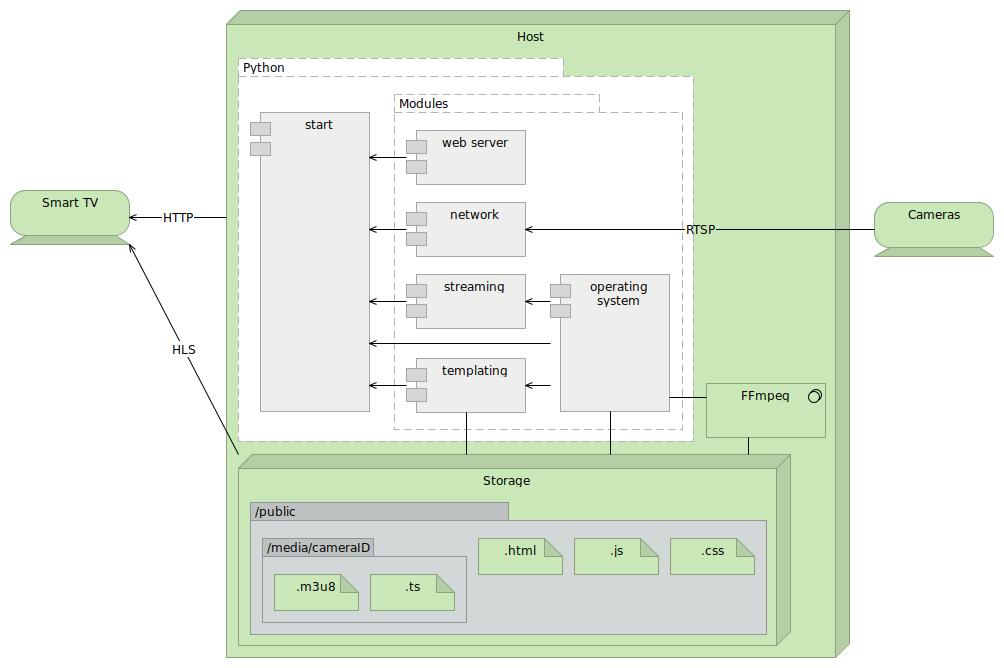 Host
Python
Modules
start
web server
Smart TV
HTTP
network
RTSP
Cameras
streaming
operating
system
HLS
templating
FFmpeg
Storage
/public
/media/cameraID
.html
.js
.css
.m3u8
.ts